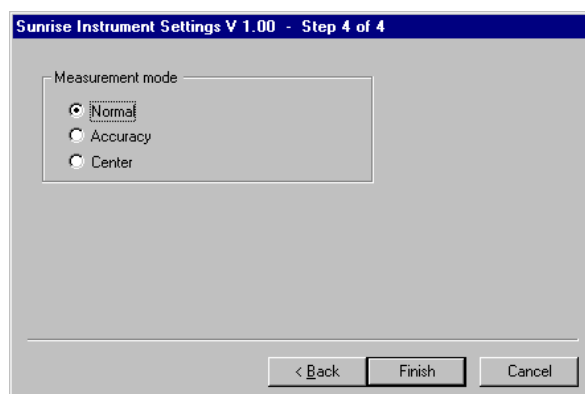 Sunrise Instrument Settings V 1.00 - Step 4 of 4
Measurement mode
Normal
Accuracy
Center
< Back Finish Cancel